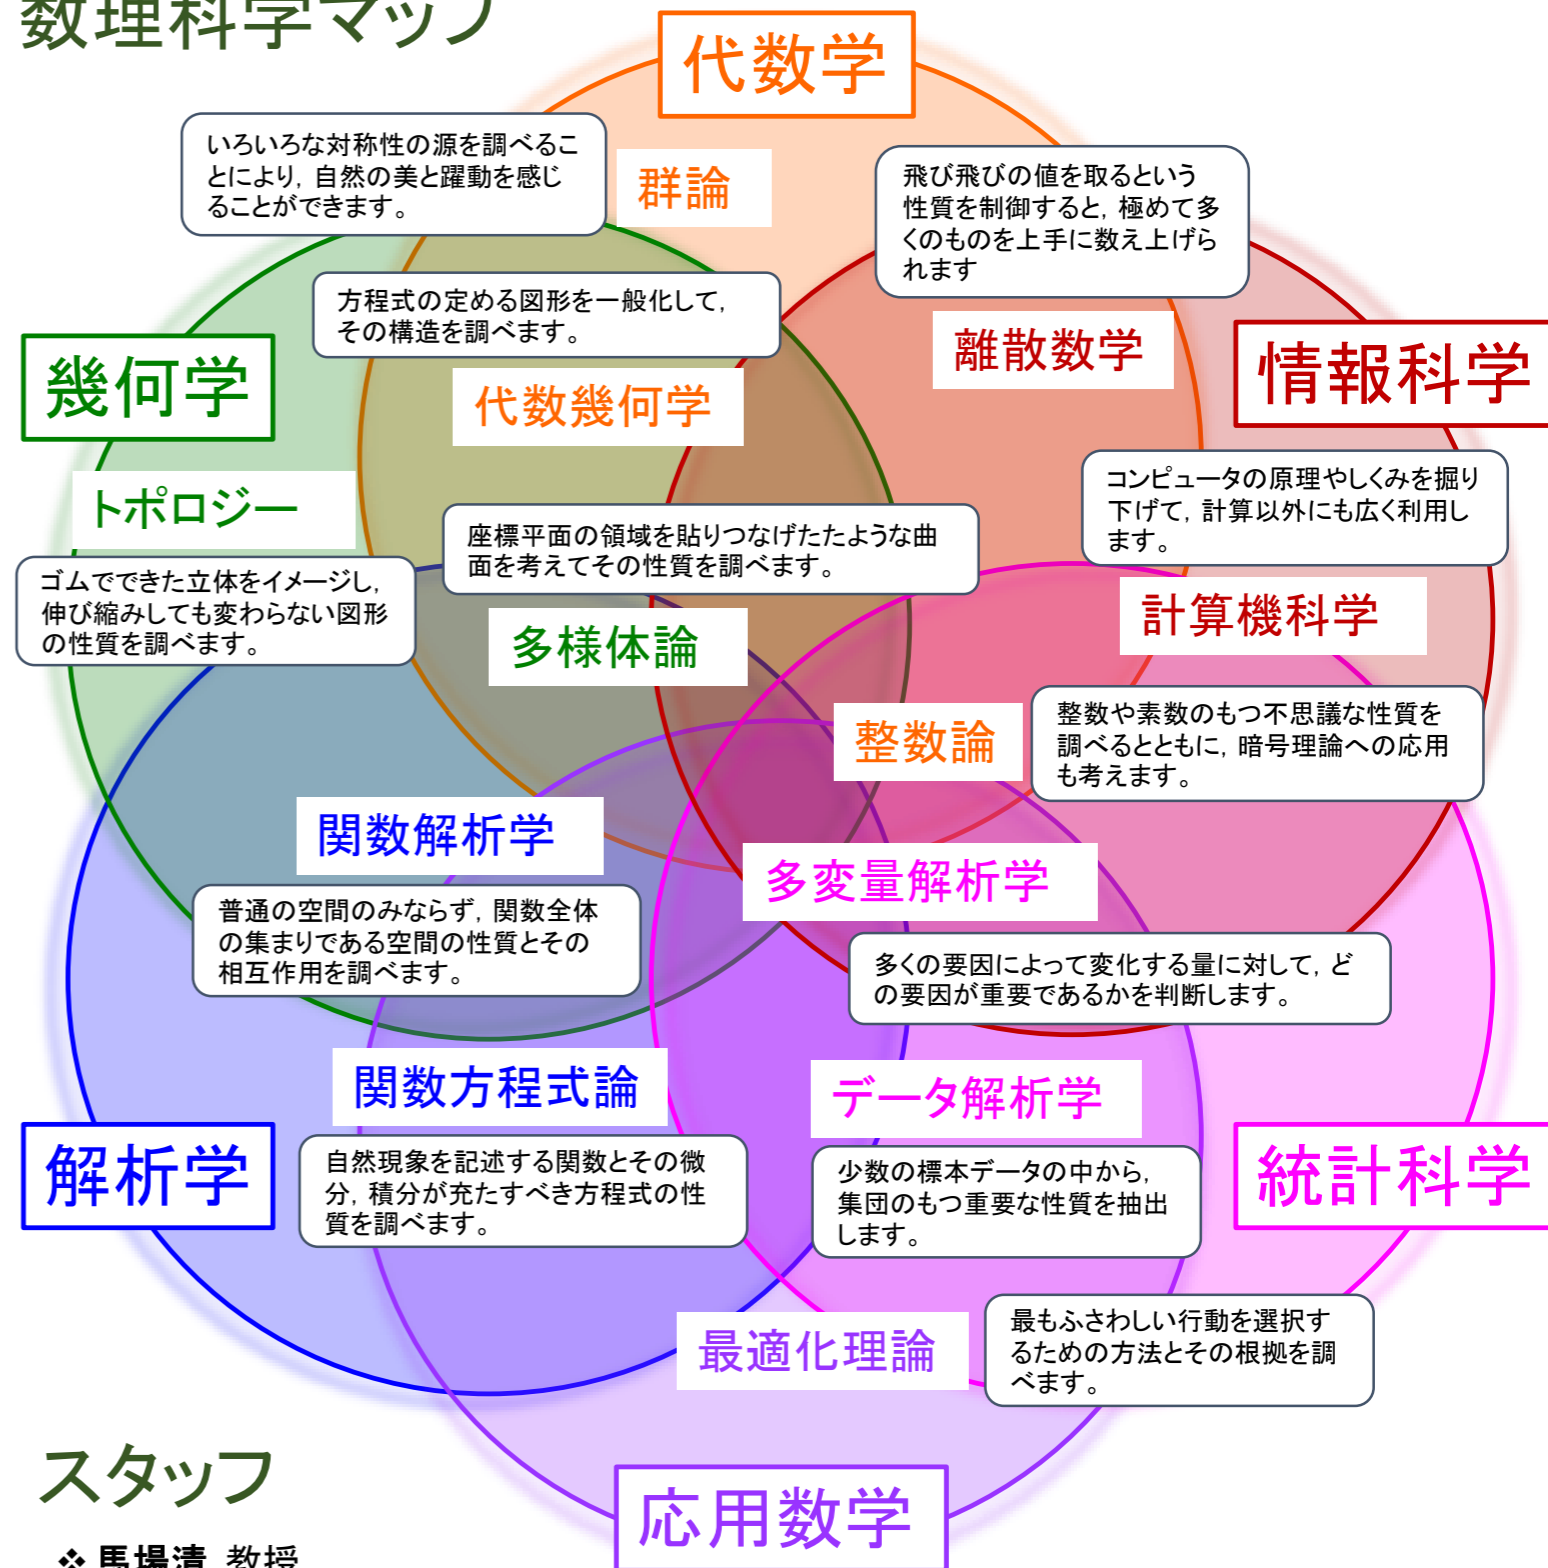 数理科学マップ
代数学
いろいろな対称性の源を調べるこ
とにより, 自然の美と躍動を感じ
ることができます。
群論
飛び飛びの値を取るという
性質を制御すると, 極めて多
くのものを上手に数え上げら
れます
方程式の定める図形を一般化して,
その構造を調べます。
離散数学
情報科学
幾何学
代数幾何学
トポロジー
コンピュータの原理やしくみを掘り
下げて, 計算以外にも広く利用し
ます。
座標平面の領域を貼りつなげたたような曲
面を考えてその性質を調べます。
ゴムでできた立体をイメージし,
伸び縮みしても変わらない図形
の性質を調べます。
計算機科学
多様体論
整数論
整数や素数のもつ不思議な性質を
調べるとともに, 暗号理論への応用
も考えます。
関数解析学
多変量解析学
普通の空間のみならず, 関数全体
の集まりである空間の性質とその
相互作用を調べます。
多くの要因によって変化する量に対して, ど
の要因が重要であるかを判断します。
関数方程式論
データ解析学
解析学
自然現象を記述する関数とその微
分, 積分が充たすべき方程式の性
質を調べます。
少数の標本データの中から,
集団のもつ重要な性質を抽出
します。
統計科学
最適化理論
最もふさわしい行動を選択す
るための方法とその根拠を調
べます。
スタッフ
応用数学
❖ 馬場清 教授